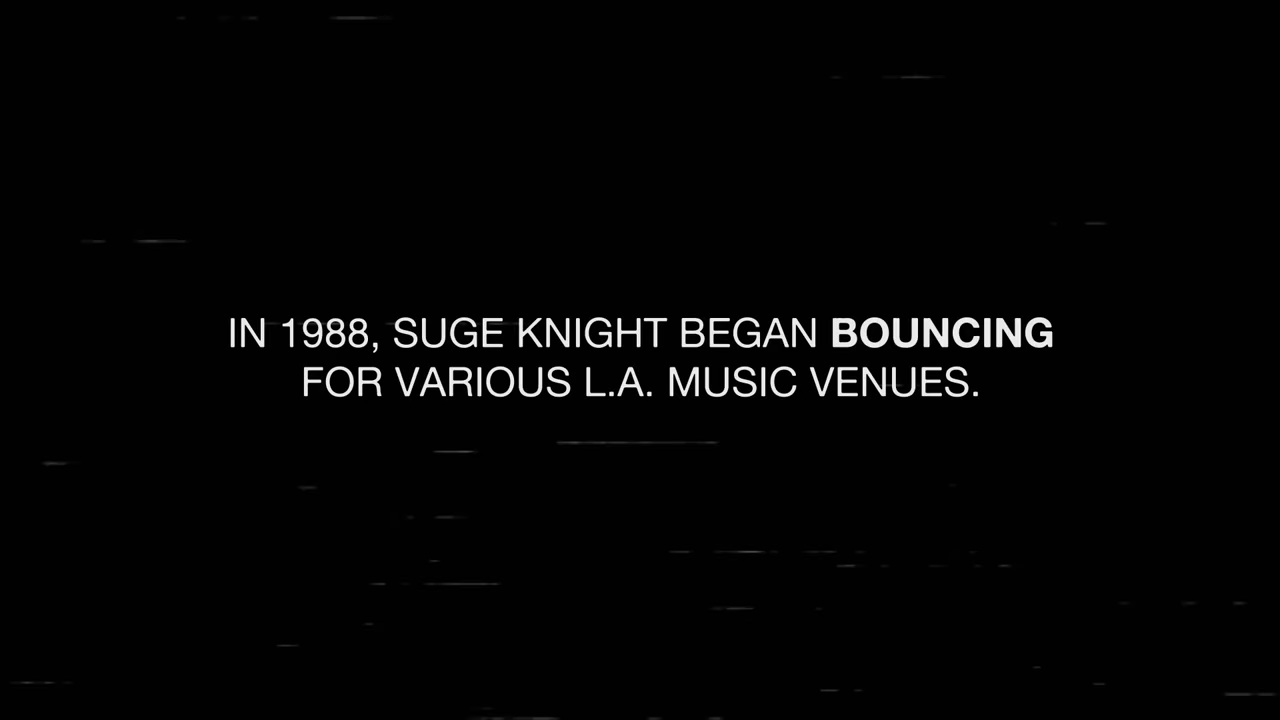 IN 1988, SUGE KNIGHT BEGAN BOUNCING
FOR VARIOUS L.A. MUSIC VENUES.